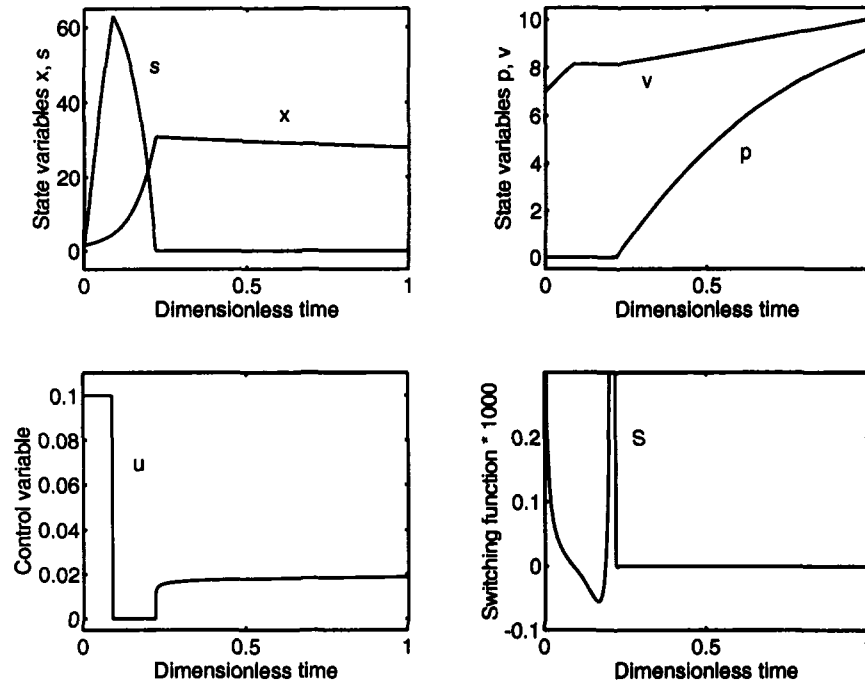 State variables x, s
60
40
20
0
s
x
0
0.5
1
Dimensionless time
State variables p, v
10
8
6
4
2
0
v
p
0
0.5
1
Dimensionless time
Control variable
0.1
0.08
0.06
0.04
0.02
0
u
0
0.5
1
Dimensionless time
Switching function * 1000
0.2
0.1
0
-0.1
S
0
0.5
1
Dimensionless time